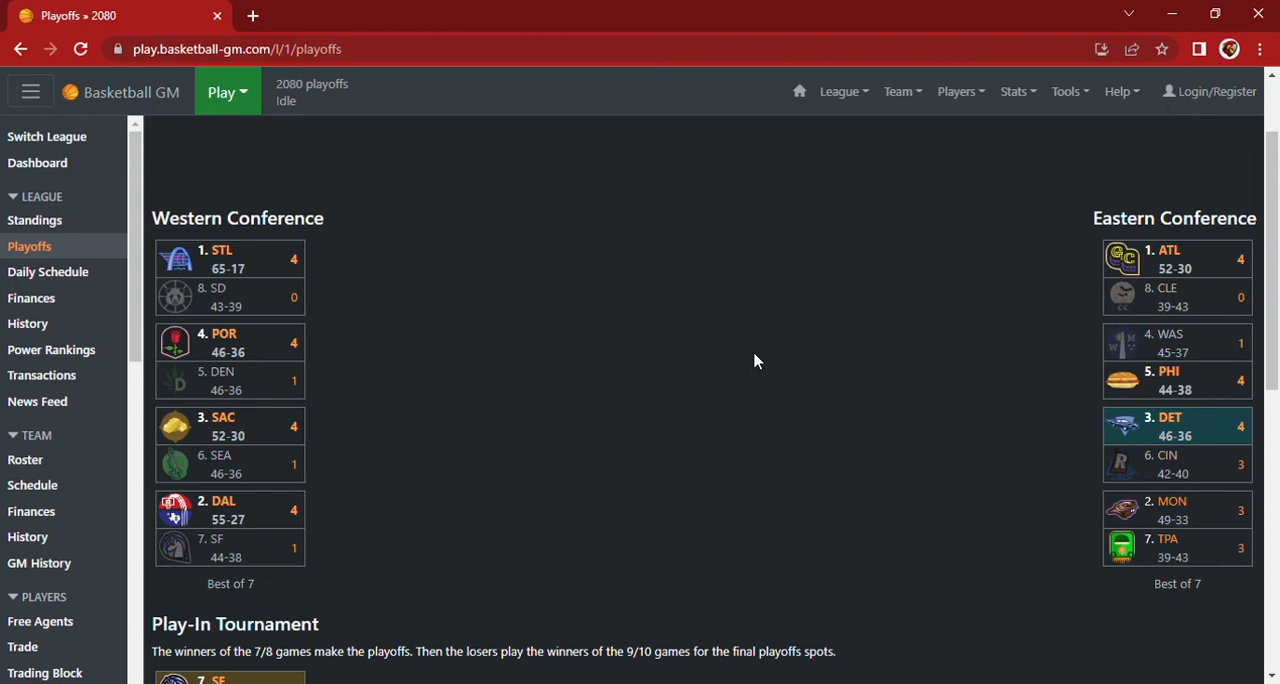 Playoffs » 2080
play.basketball-gm.com/l/1/playoffs
Basketball GM
Play
2080 playoffs
Idle
League
Team
Players
Stats
Tools
Help
Login/Register
Switch League
Dashboard
LEAGUE
Standings
Playoffs
Daily Schedule
Finances
History
Power Rankings
Transactions
News Feed
TEAM
Roster
Schedule
Finances
History
GM History
PLAYERS
Free Agents
Trade
Trading Block
Western Conference
1. STL 4
65-17
8. SD 0
43-39
4. POR 4
46-36
5. DEN 1
46-36
3. SAC 4
52-30
6. SEA 1
46-36
2. DAL 4
55-27
7. SF 1
44-38
Best of 7
Eastern Conference
1. ATL 4
52-30
8. CLE 0
39-43
4. WAS 1
45-37
5. PHI 4
44-38
3. DET 4
46-36
6. CIN 3
42-40
2. MON 3
49-33
7. TPA 3
39-43
Best of 7
Play-In Tournament
The winners of the 7/8 games make the playoffs. Then the losers play the winners of the 9/10 games for the final playoffs spots.
7. SF